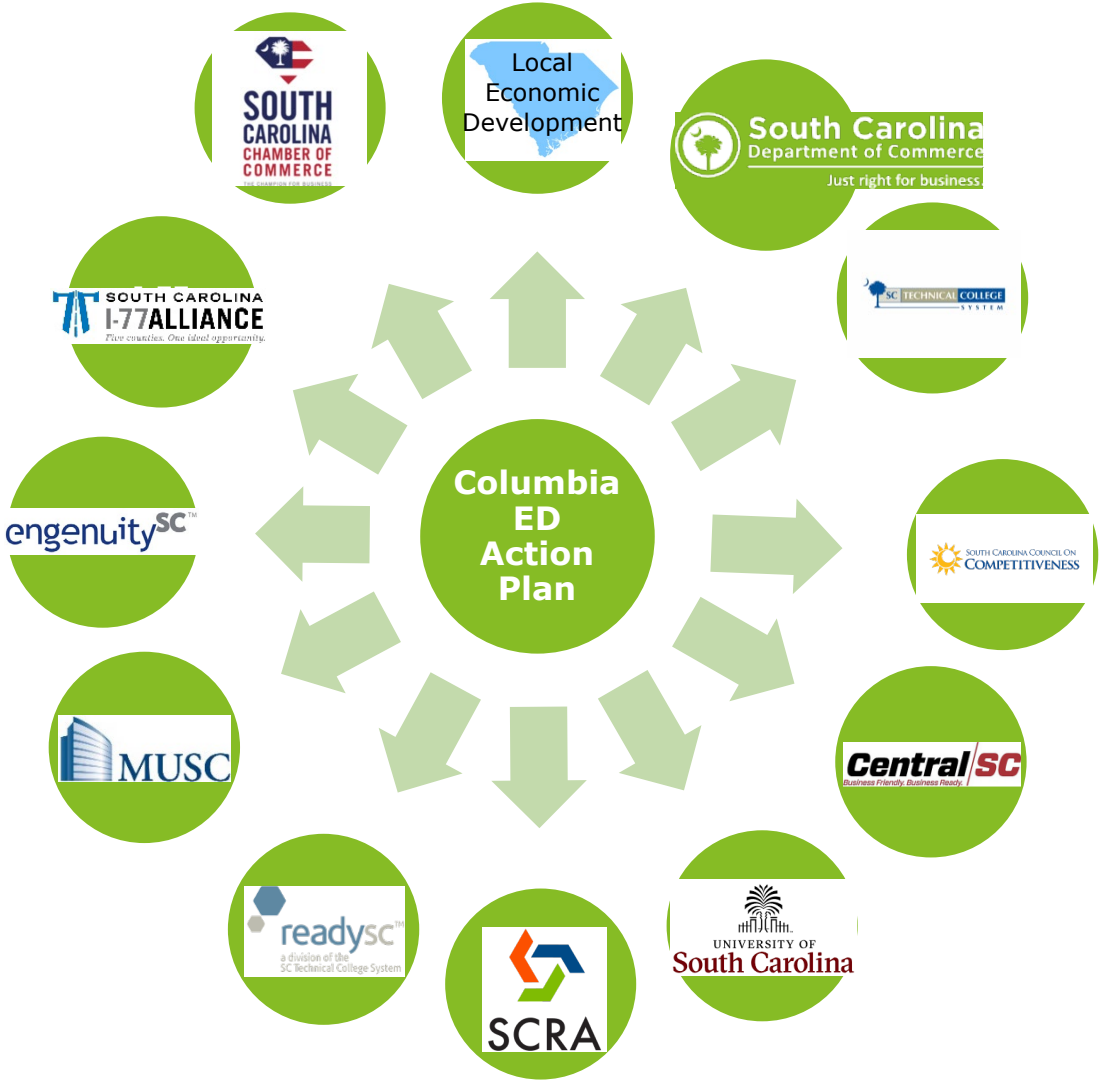 Columbia
ED
Action
Plan
Local
Economic
Development
South Carolina
Department of Commerce
Just right for business.
SC TECHNICAL COLLEGE
SYSTEM
SOUTH CAROLINA COUNCIL ON
COMPETITIVENESS
Central/SC
Business Friendly. Business Ready.
UNIVERSITY OF
South Carolina
SCRA
readysc™
a division of the
SC Technical College System
MUSC
engenuitySC™
SOUTH CAROLINA
I-77ALLIANCE
Five counties. One ideal opportunity.
SOUTH
CAROLINA
CHAMBER OF
COMMERCE
THE CHAMPION FOR BUSINESS